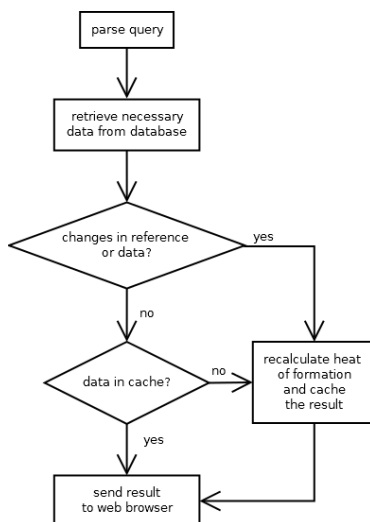 parse query
retrieve necessary
data from database
changes in reference
or data?
yes
no
data in cache?
no
recalculate heat
of formation
and cache
the result
yes
send result
to web browser